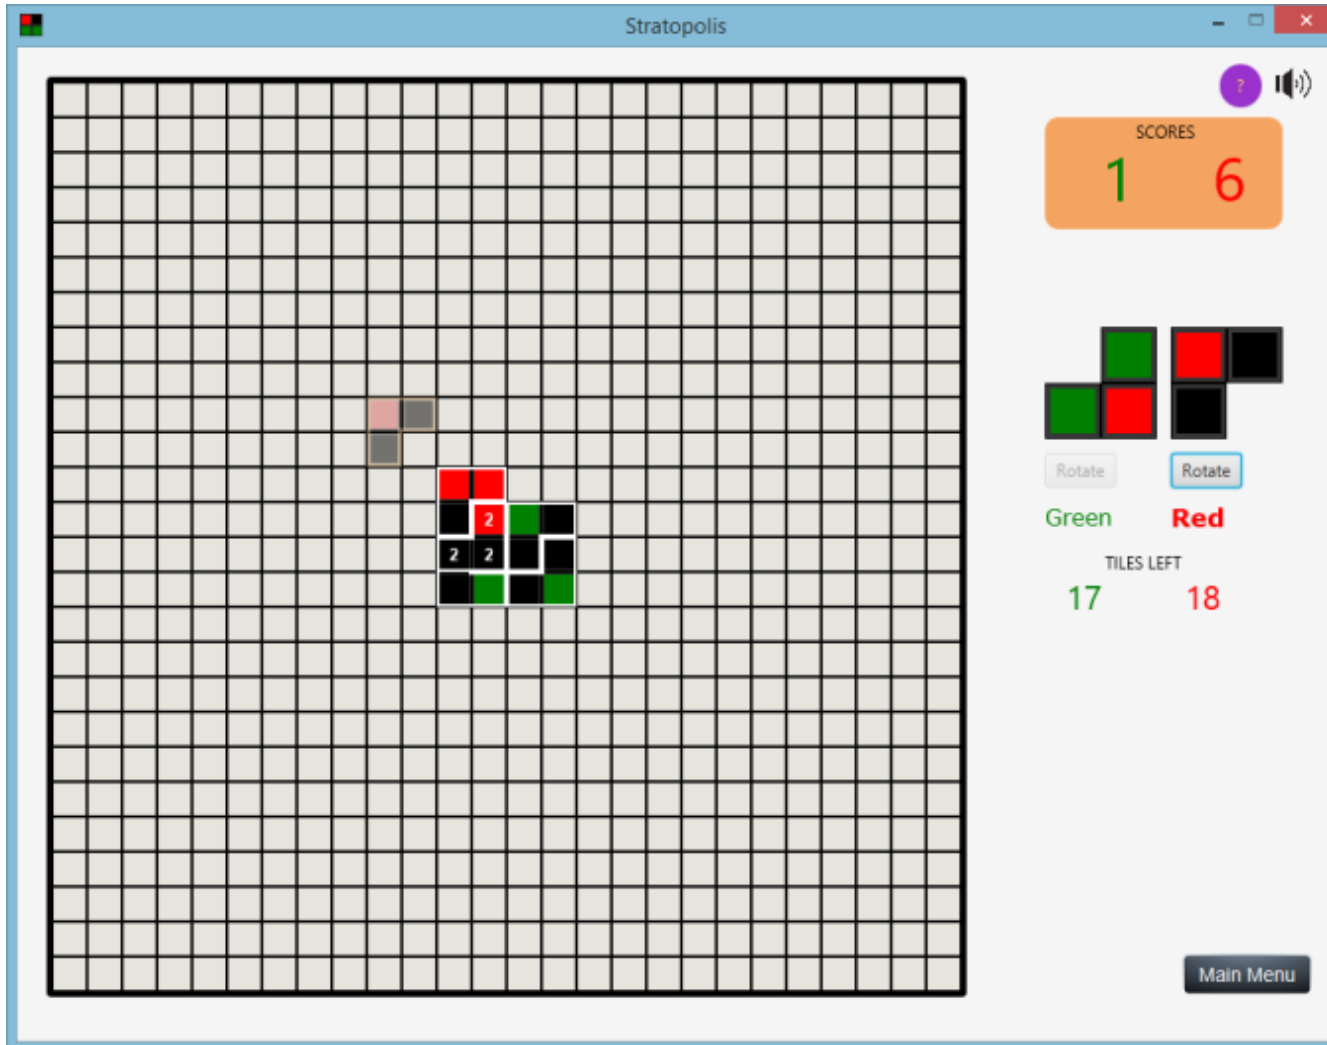 Stratopolis
?
SCORES
1 6
Rotate Rotate
Green Red
2
2 2
TILES LEFT
17 18
Main Menu